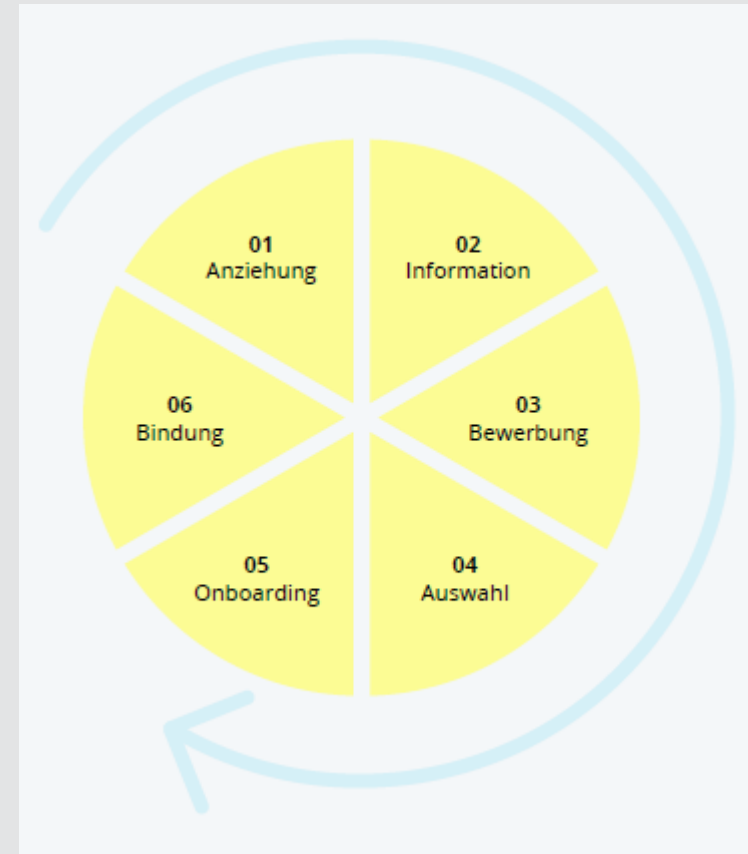 01
Anziehung
02
Information
03
Bewerbung
04
Auswahl
05
Onboarding
06
Bindung